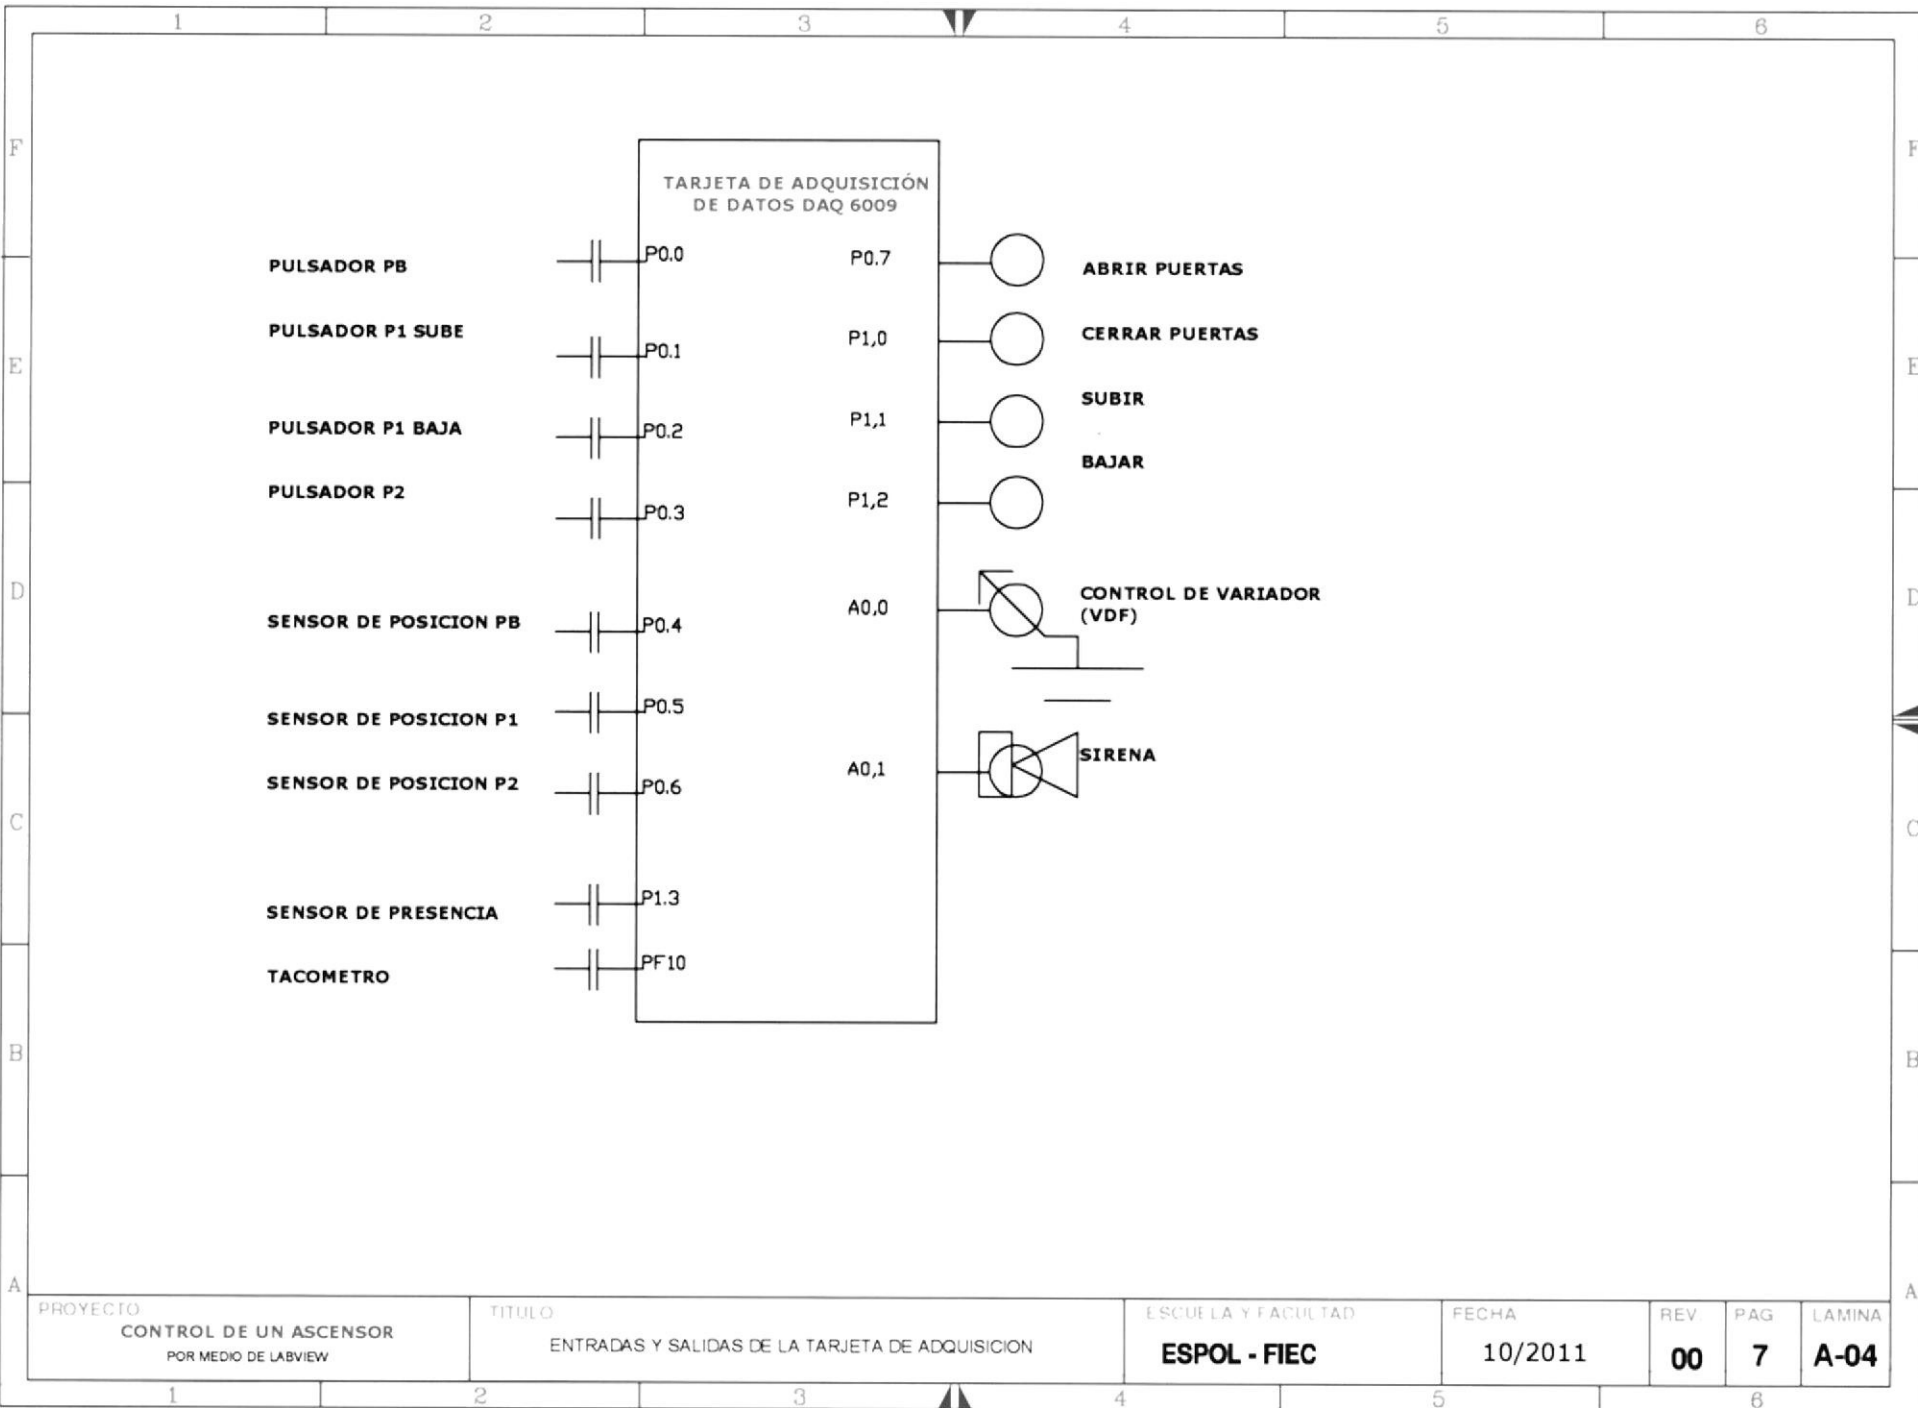 1 2 3 4 5 6
F F
E E
D D
C C
B B
A A
TARJETA DE ADQUISICIÓN
DE DATOS DAQ 6009
PULSADOR PB P0.0
PULSADOR P1 SUBE P0.1
PULSADOR P1 BAJA P0.2
PULSADOR P2 P0.3
SENSOR DE POSICION PB P0.4
SENSOR DE POSICION P1 P0.5
SENSOR DE POSICION P2 P0.6
SENSOR DE PRESENCIA P1.3
TACOMETRO PF10
P0.7 ABRIR PUERTAS
P1,0 CERRAR PUERTAS
P1,1 SUBIR
P1,2 BAJAR
A0,0 CONTROL DE VARIADOR
(VDF)
A0,1 SIRENA
PROYECTO
CONTROL DE UN ASCENSOR
POR MEDIO DE LABVIEW
TITULO
ENTRADAS Y SALIDAS DE LA TARJETA DE ADQUISICION
ESCUELA Y FACULTAD
ESPOL - FIEC
FECHA
10/2011
REV
00
PAG
7
LAMINA
A-04
1 2 3 4 5 6